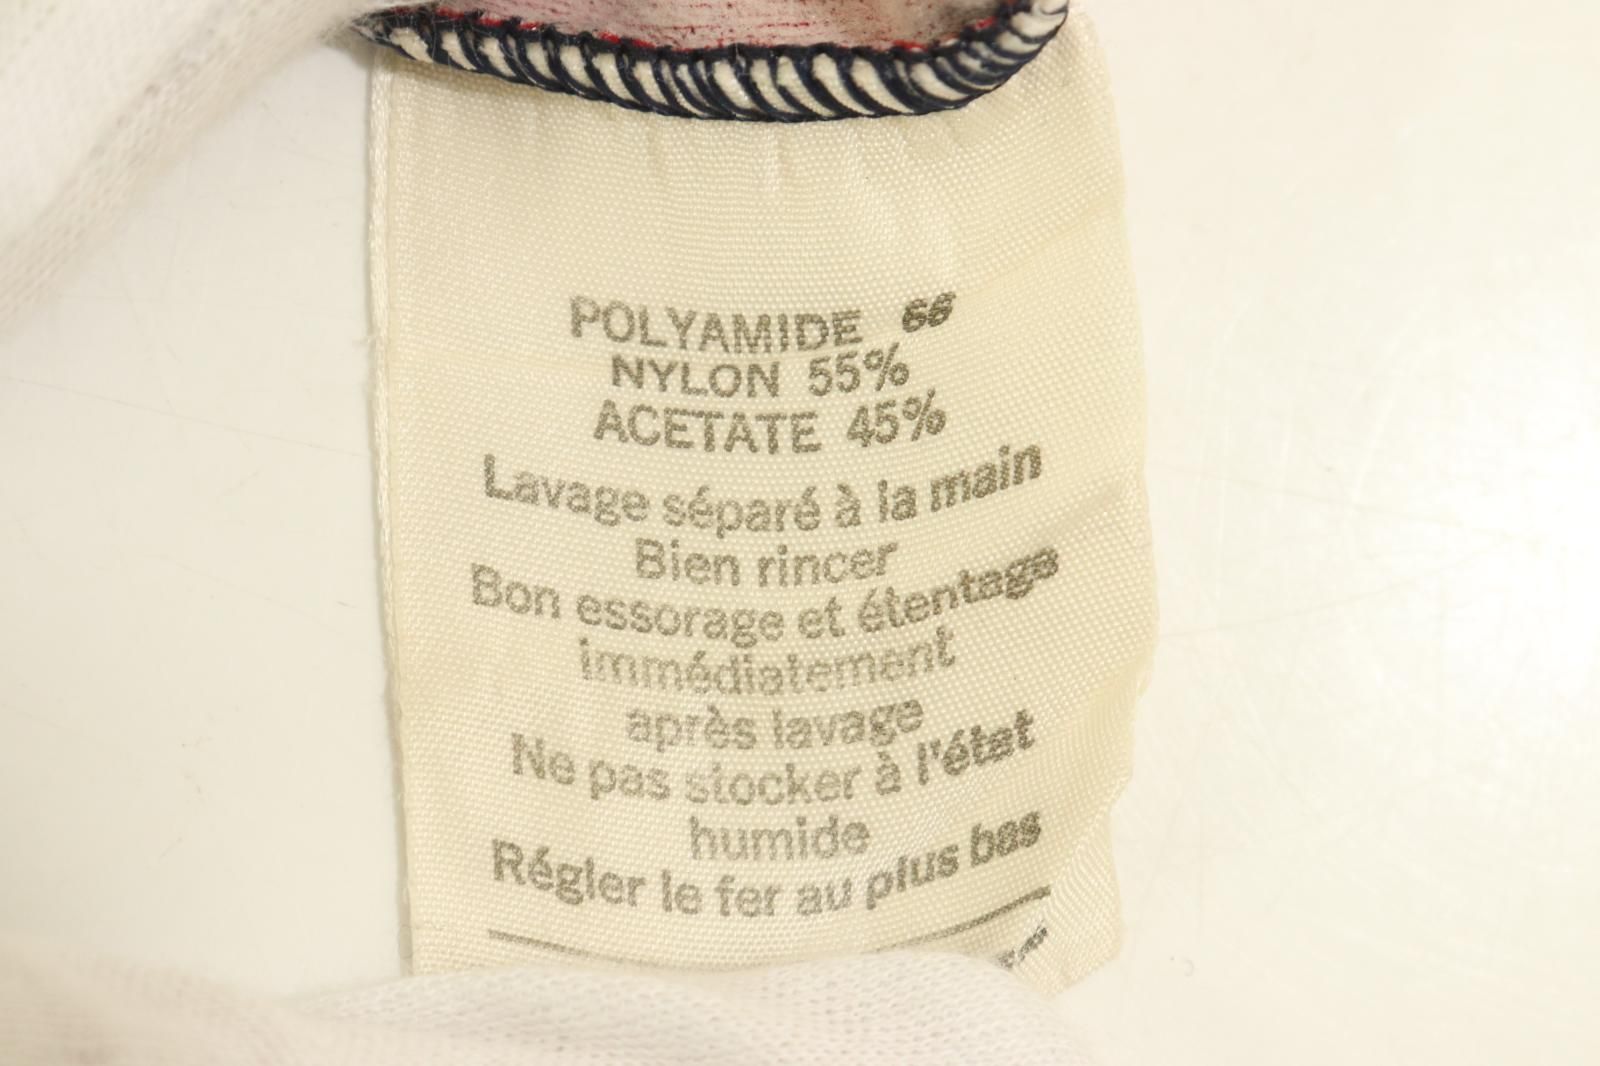 POLYAMIDE 66
NYLON 55%
ACETATE 45%
Lavage séparé à la main
Bien rincer
Bon essorage et étentage
immédiatement
après lavage
Ne pas stocker à l'état
humide
Régler le fer au plus bas